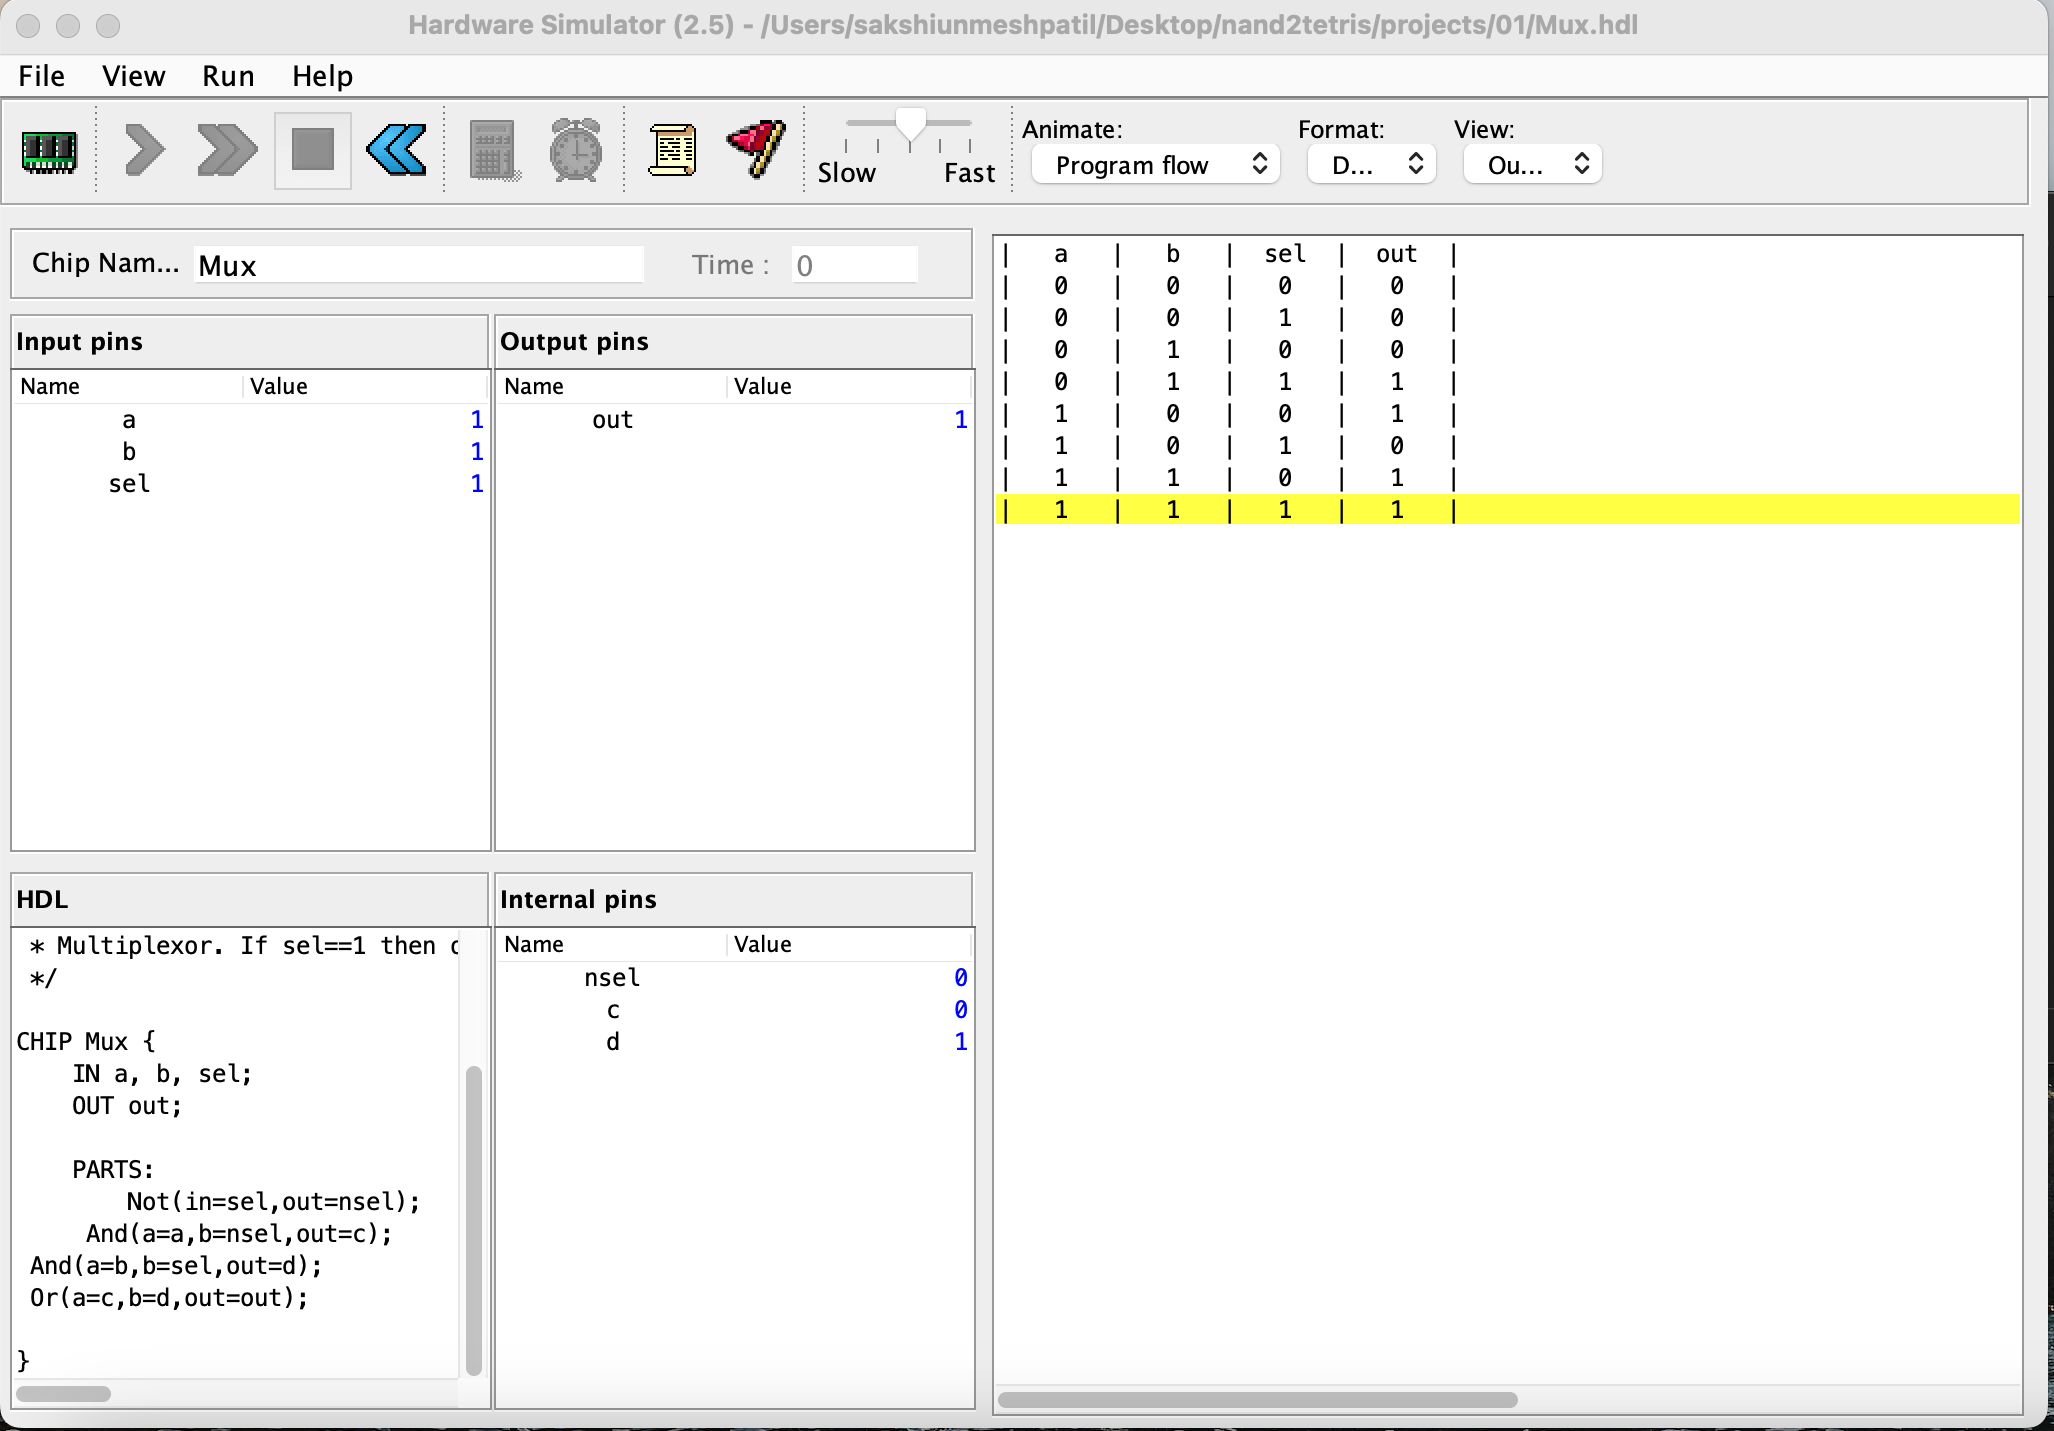 Hardware Simulator (2.5) - /Users/sakshiunmeshpatil/Desktop/nand2tetris/projects/01/Mux.hdl
File View Run Help
Slow Fast
Animate: Format: View:
Program flow D... Ou...
Chip Nam... Mux Time : 0
Input pins
Name Value
a 1
b 1
sel 1
Output pins
Name Value
out 1
HDL
* Multiplexor. If sel==1 then
*/
CHIP Mux {
IN a, b, sel;
OUT out;
PARTS:
Not(in=sel,out=nsel);
And(a=a,b=nsel,out=c);
And(a=b,b=sel,out=d);
Or(a=c,b=d,out=out);
}
Internal pins
Name Value
nsel 0
c 0
d 1
| a | b | sel | out |
| 0 | 0 | 0 | 0 |
| 0 | 0 | 1 | 0 |
| 0 | 1 | 0 | 0 |
| 0 | 1 | 1 | 1 |
| 1 | 0 | 0 | 1 |
| 1 | 0 | 1 | 0 |
| 1 | 1 | 0 | 1 |
| 1 | 1 | 1 | 1 |